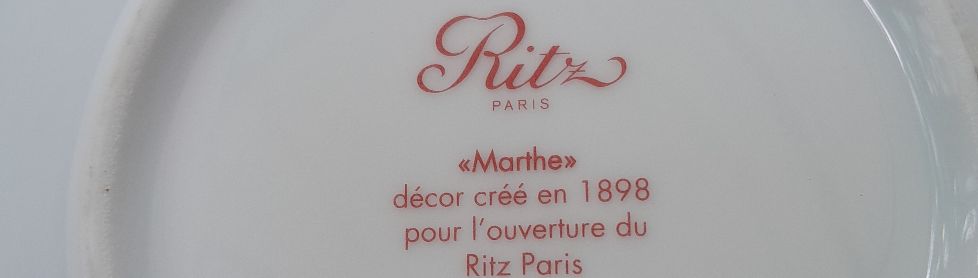 Ritz
PARIS
«Marthe»
décor créé en 1898
pour l'ouverture du
Ritz Paris